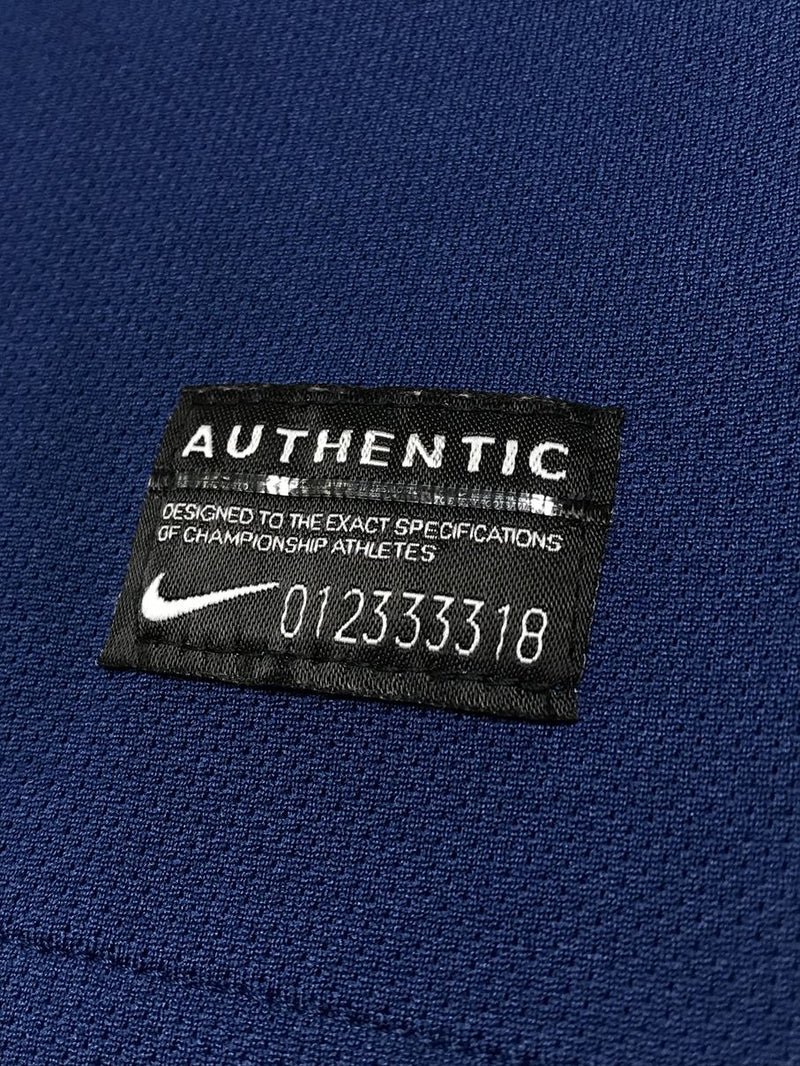 AUTHENTIC
DESIGNED TO THE EXACT SPECIFICATIONS
OF CHAMPIONSHIP ATHLETES
012333318